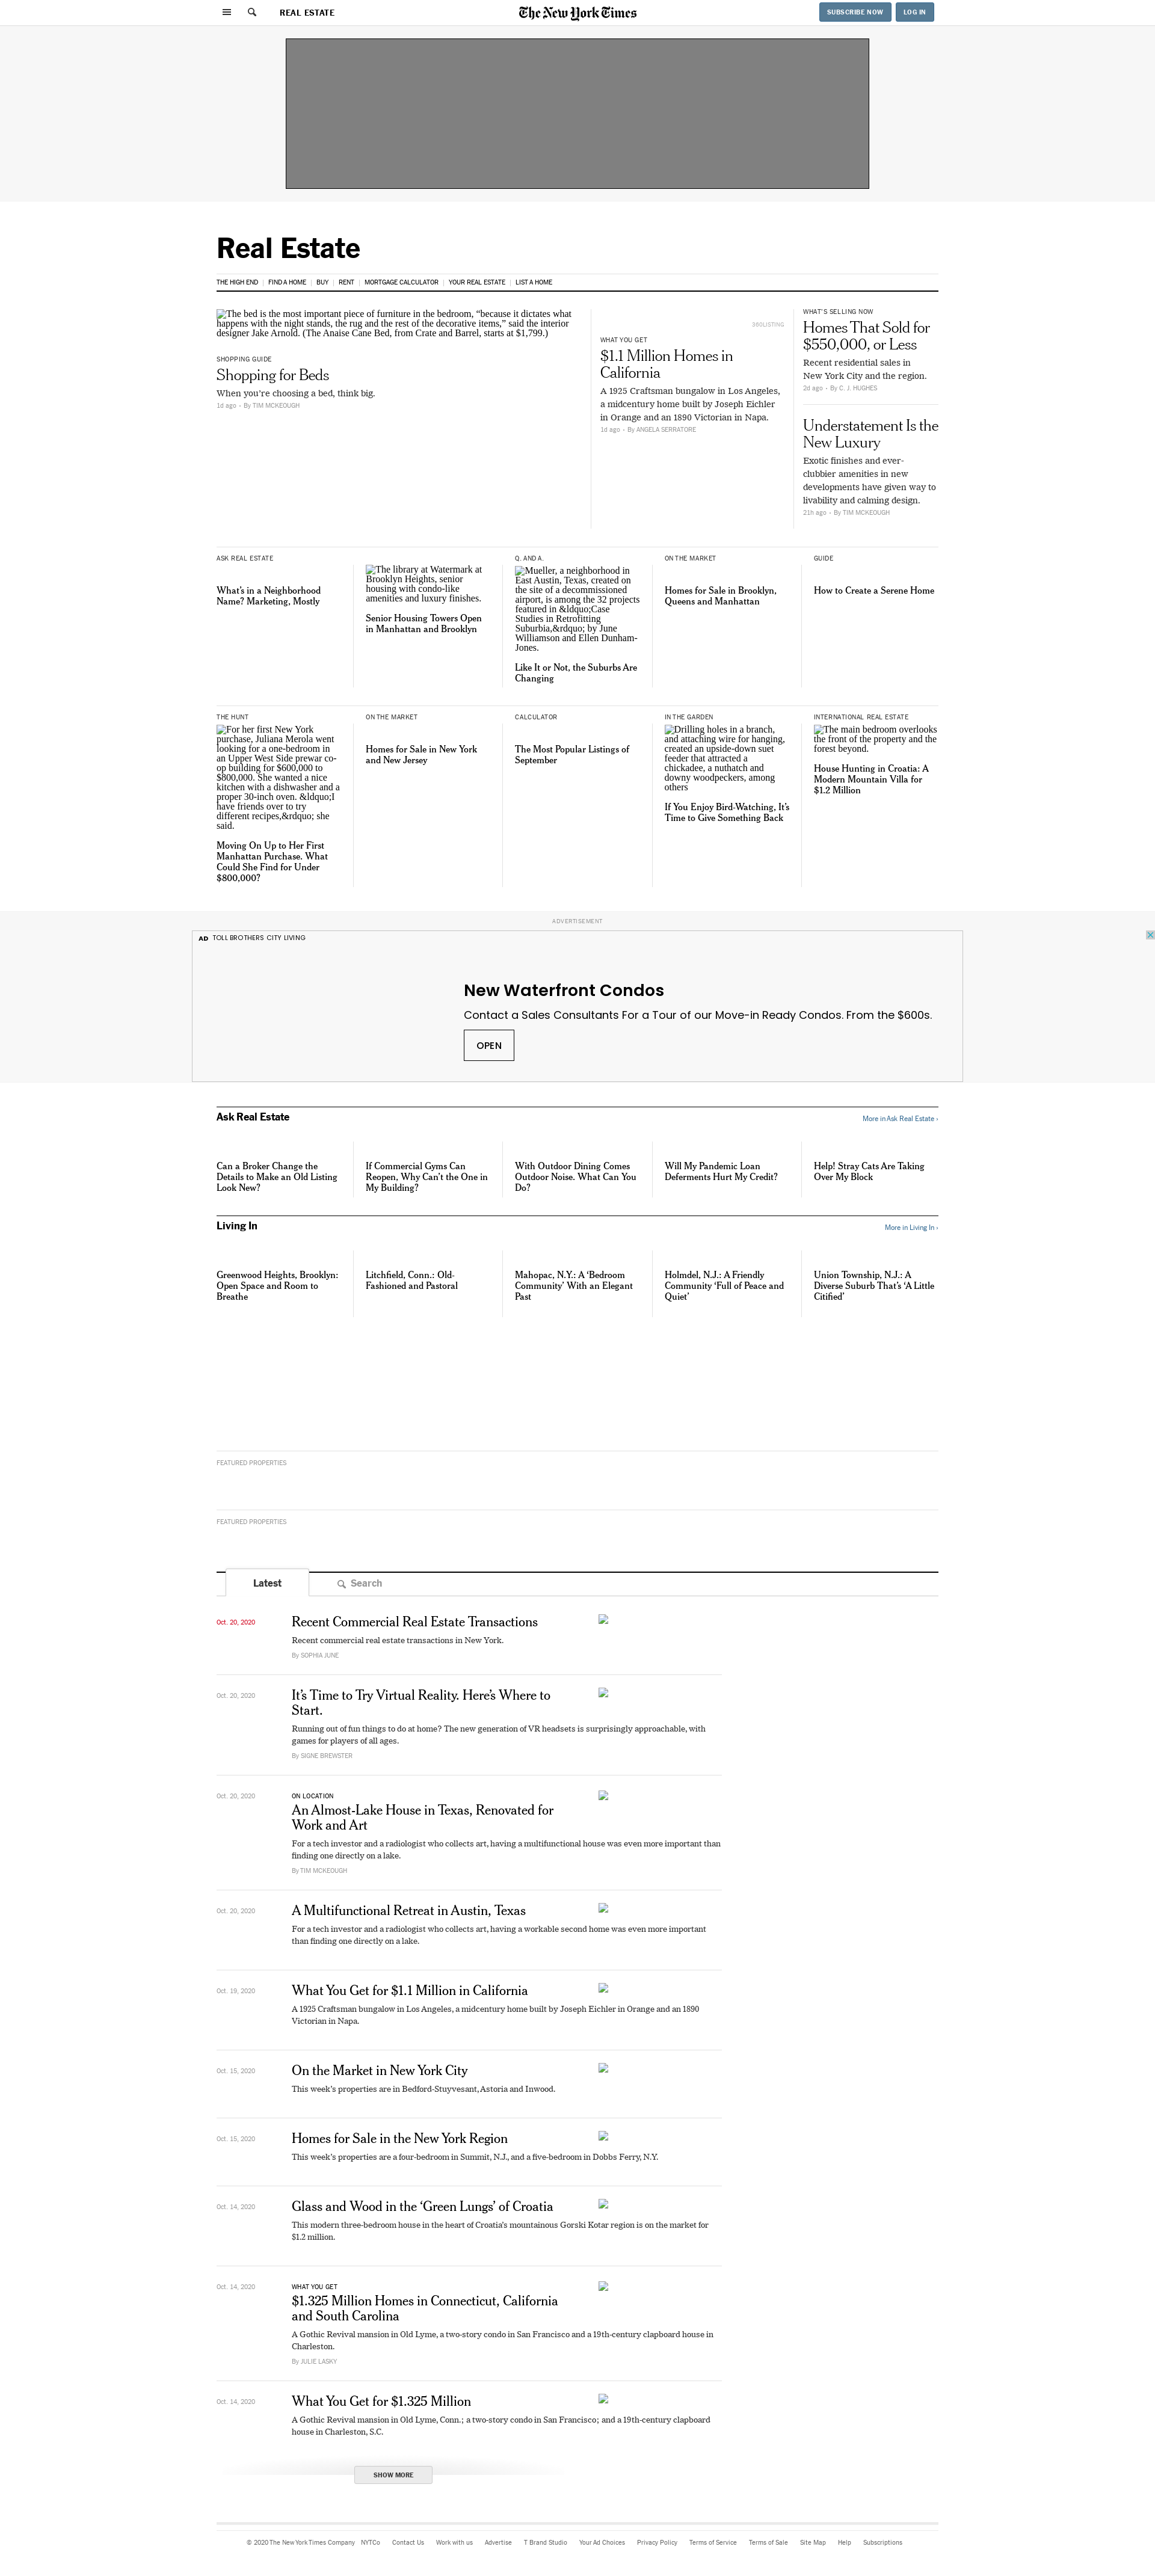 REAL ESTATE
The New York Times
SUBSCRIBE NOW
LOG IN
Real Estate
THE HIGH END | FIND A HOME | BUY | RENT | MORTGAGE CALCULATOR | YOUR REAL ESTATE | LIST A HOME
The bed is the most important piece of furniture in the bedroom, “because it dictates what
happens with the night stands, the rug and the rest of the decorative items,” said the interior
designer Jake Arnold. (The Anaise Cane Bed, from Crate and Barrel, starts at $1,799.)
SHOPPING GUIDE
Shopping for Beds
When you’re choosing a bed, think big.
1d ago • By TIM MCKEOUGH
360LISTING
WHAT YOU GET
$1.1 Million Homes in
California
A 1925 Craftsman bungalow in Los Angeles,
a midcentury home built by Joseph Eichler
in Orange and an 1890 Victorian in Napa.
1d ago • By ANGELA SERRATORE
WHAT’S SELLING NOW
Homes That Sold for
$550,000, or Less
Recent residential sales in
New York City and the region.
2d ago • By C. J. HUGHES
Understatement Is the
New Luxury
Exotic finishes and ever-
clubbier amenities in new
developments have given way to
livability and calming design.
21h ago • By TIM MCKEOUGH
ASK REAL ESTATE
What’s in a Neighborhood
Name? Marketing, Mostly
The library at Watermark at
Brooklyn Heights, senior
housing with condo-like
amenities and luxury finishes.
Senior Housing Towers Open
in Manhattan and Brooklyn
Q. AND A.
Mueller, a neighborhood in
East Austin, Texas, created on
the site of a decommissioned
airport, is among the 32 projects
featured in &ldquo;Case
Studies in Retrofitting
Suburbia,&rdquo; by June
Williamson and Ellen Dunham-
Jones.
Like It or Not, the Suburbs Are
Changing
ON THE MARKET
Homes for Sale in Brooklyn,
Queens and Manhattan
GUIDE
How to Create a Serene Home
THE HUNT
For her first New York
purchase, Juliana Merola went
looking for a one-bedroom in
an Upper West Side prewar co-
op building for $600,000 to
$800,000. She wanted a nice
kitchen with a dishwasher and a
proper 30-inch oven. &ldquo;I
have friends over to try
different recipes,&rdquo; she
said.
Moving On Up to Her First
Manhattan Purchase. What
Could She Find for Under
$800,000?
ON THE MARKET
Homes for Sale in New York
and New Jersey
CALCULATOR
The Most Popular Listings of
September
IN THE GARDEN
Drilling holes in a branch,
and attaching wire for hanging,
created an upside-down suet
feeder that attracted a
chickadee, a nuthatch and
downy woodpeckers, among
others
If You Enjoy Bird-Watching, It’s
Time to Give Something Back
INTERNATIONAL REAL ESTATE
The main bedroom overlooks
the front of the property and the
forest beyond.
House Hunting in Croatia: A
Modern Mountain Villa for
$1.2 Million
ADVERTISEMENT
AD TOLL BROTHERS CITY LIVING
New Waterfront Condos
Contact a Sales Consultants For a Tour of our Move-in Ready Condos. From the $600s.
OPEN
Ask Real Estate
More in Ask Real Estate ›
Can a Broker Change the
Details to Make an Old Listing
Look New?
If Commercial Gyms Can
Reopen, Why Can’t the One in
My Building?
With Outdoor Dining Comes
Outdoor Noise. What Can You
Do?
Will My Pandemic Loan
Deferments Hurt My Credit?
Help! Stray Cats Are Taking
Over My Block
Living In
More in Living In ›
Greenwood Heights, Brooklyn:
Open Space and Room to
Breathe
Litchfield, Conn.: Old-
Fashioned and Pastoral
Mahopac, N.Y.: A ‘Bedroom
Community’ With an Elegant
Past
Holmdel, N.J.: A Friendly
Community ‘Full of Peace and
Quiet’
Union Township, N.J.: A
Diverse Suburb That’s ‘A Little
Citified’
FEATURED PROPERTIES
FEATURED PROPERTIES
Latest
Search
Oct. 20, 2020
Recent Commercial Real Estate Transactions
Recent commercial real estate transactions in New York.
By SOPHIA JUNE
Oct. 20, 2020
It’s Time to Try Virtual Reality. Here’s Where to
Start.
Running out of fun things to do at home? The new generation of VR headsets is surprisingly approachable, with
games for players of all ages.
By SIGNE BREWSTER
Oct. 20, 2020
ON LOCATION
An Almost-Lake House in Texas, Renovated for
Work and Art
For a tech investor and a radiologist who collects art, having a multifunctional house was even more important than
finding one directly on a lake.
By TIM MCKEOUGH
Oct. 20, 2020
A Multifunctional Retreat in Austin, Texas
For a tech investor and a radiologist who collects art, having a workable second home was even more important
than finding one directly on a lake.
Oct. 19, 2020
What You Get for $1.1 Million in California
A 1925 Craftsman bungalow in Los Angeles, a midcentury home built by Joseph Eichler in Orange and an 1890
Victorian in Napa.
Oct. 15, 2020
On the Market in New York City
This week’s properties are in Bedford-Stuyvesant, Astoria and Inwood.
Oct. 15, 2020
Homes for Sale in the New York Region
This week’s properties are a four-bedroom in Summit, N.J., and a five-bedroom in Dobbs Ferry, N.Y.
Oct. 14, 2020
Glass and Wood in the ‘Green Lungs’ of Croatia
This modern three-bedroom house in the heart of Croatia’s mountainous Gorski Kotar region is on the market for
$1.2 million.
Oct. 14, 2020
WHAT YOU GET
$1.325 Million Homes in Connecticut, California
and South Carolina
A Gothic Revival mansion in Old Lyme, a two-story condo in San Francisco and a 19th-century clapboard house in
Charleston.
By JULIE LASKY
Oct. 14, 2020
What You Get for $1.325 Million
A Gothic Revival mansion in Old Lyme, Conn.; a two-story condo in San Francisco; and a 19th-century clapboard
house in Charleston, S.C.
SHOW MORE
© 2020 The New York Times Company NYTCo Contact Us Work with us Advertise T Brand Studio Your Ad Choices Privacy Policy Terms of Service Terms of Sale Site Map Help Subscriptions